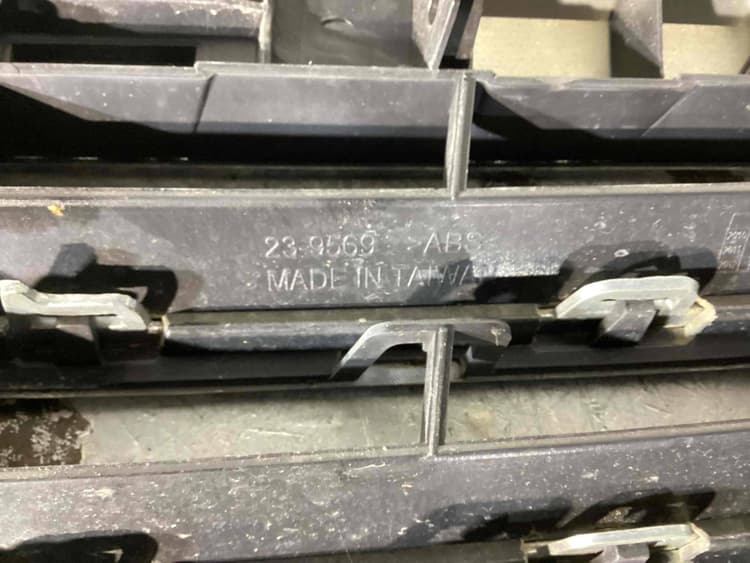 23-9569 >ABS
MADE IN TAIWAN